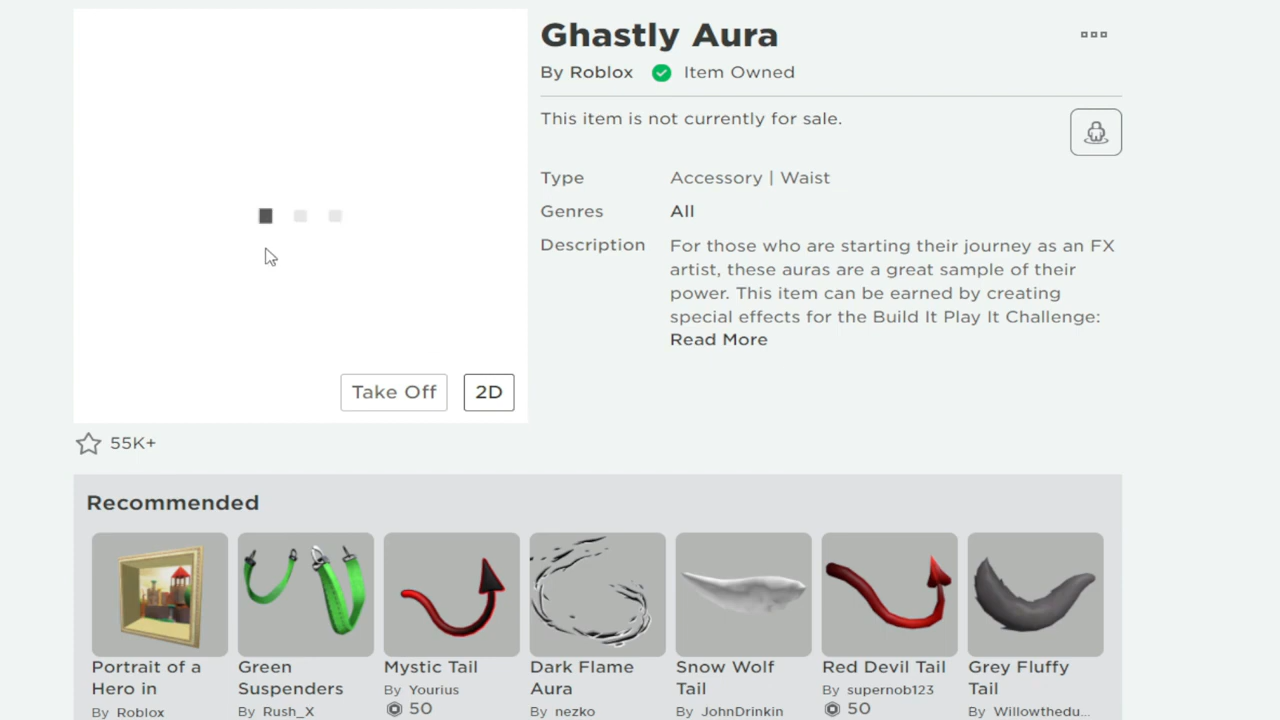 Ghastly Aura
By Roblox Item Owned
This item is not currently for sale.
Type Accessory | Waist
Genres All
Description For those who are starting their journey as an FX
artist, these auras are a great sample of their
power. This item can be earned by creating
special effects for the Build It Play It Challenge:
Read More
Take Off 2D
55K+
Recommended
Portrait of a
Hero in
By Roblox
Green
Suspenders
By Rush_X
Mystic Tail
By Yourius
50
Dark Flame
Aura
By nezko
Snow Wolf
Tail
By JohnDrinkin
Red Devil Tail
By supernob123
50
Grey Fluffy
Tail
By Willowthedu...